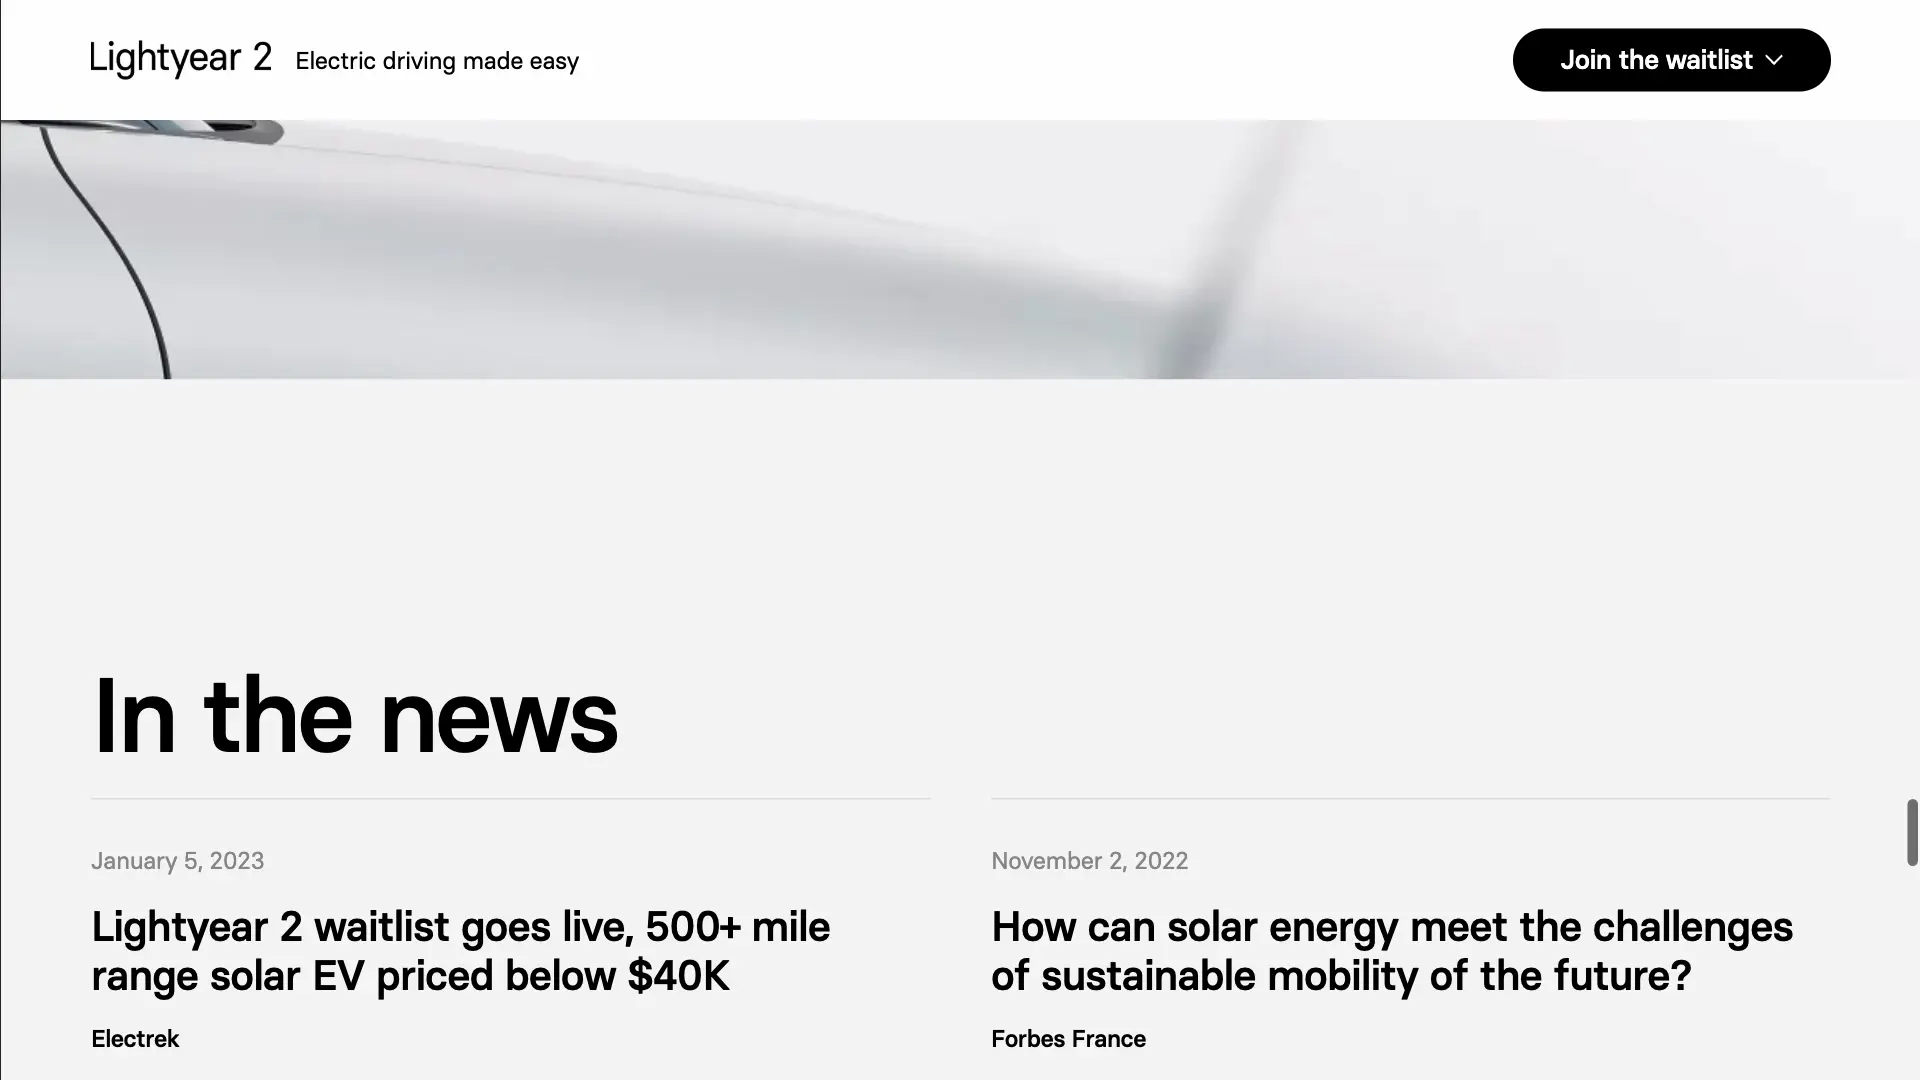 Lightyear 2 Electric driving made easy
Join the waitlist
In the news
January 5, 2023
Lightyear 2 waitlist goes live, 500+ mile
range solar EV priced below $40K
Electrek
November 2, 2022
How can solar energy meet the challenges
of sustainable mobility of the future?
Forbes France